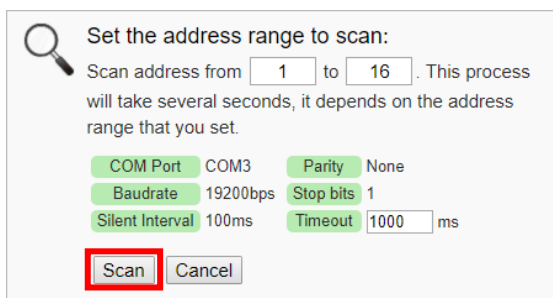 Set the address range to scan:
Scan address from 1 to 16 . This process
will take several seconds, it depends on the address
range that you set.
COM Port COM3 Parity None
Baudrate 19200bps Stop bits 1
Silent Interval 100ms Timeout 1000 ms
Scan Cancel